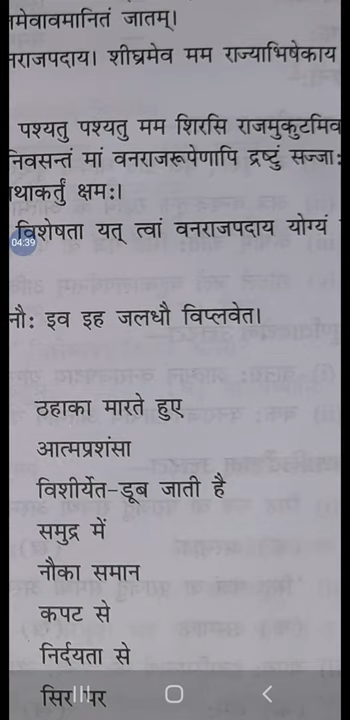 मेवावमानितं जातम्।
नराजपदाय। शीघ्रमेव मम राज्याभिषेकाय
पश्यतु पश्यतु मम शिरसि राजमुकुटमिव
निवसन्तं मां वनराजरूपेणापि द्रष्टुं सज्जाः
थाकर्तुं क्षमः।
विशेषता यत् त्वां वनराजपदाय योग्यं
04:39
नौः इव इह जलधौ विप्लवेत।
ठहाका मारते हुए
आत्मप्रशंसा
विशीर्येत-डूब जाती है
समुद्र में
नौका समान
कपट से
निर्दयता से
सिर पर